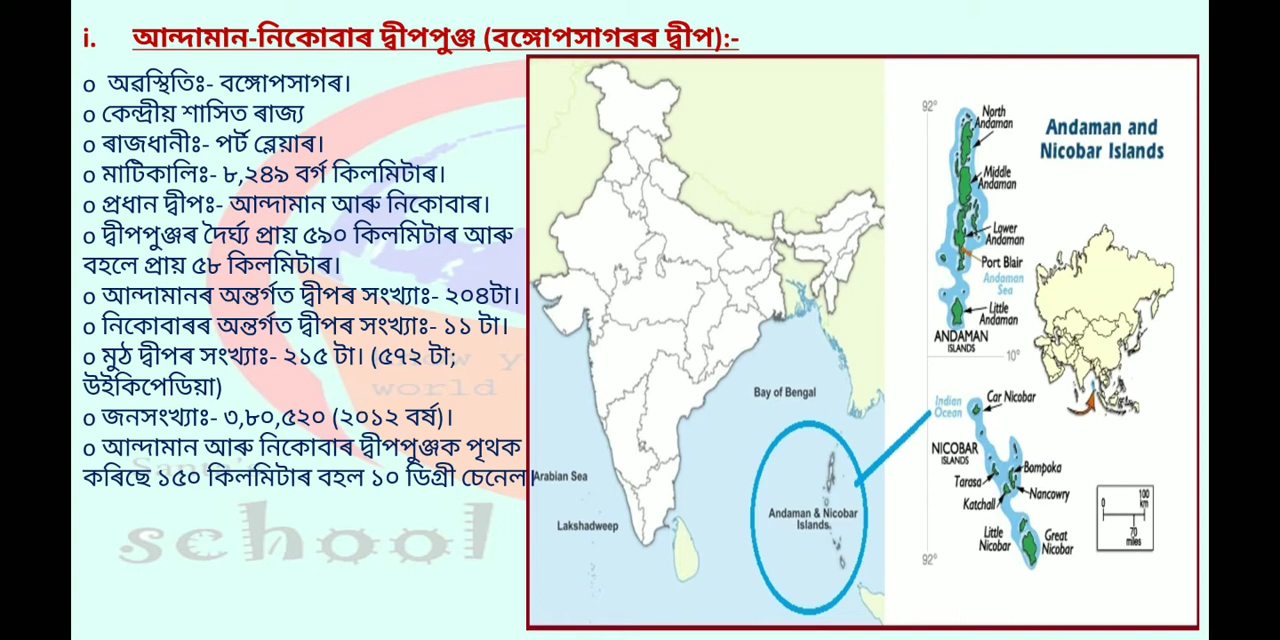 i. আন্দামান-নিকোবাৰ দ্বীপপুঞ্জ (বঙ্গোপসাগৰৰ দ্বীপ):-
o অৱস্থিতিঃ- বঙ্গোপসাগৰ।
o কেন্দ্ৰীয় শাসিত ৰাজ্য
o ৰাজধানীঃ- পৰ্ট ব্লেয়াৰ।
o মাটিকালিঃ- ৮,২৪৯ বৰ্গ কিলমিটাৰ।
o প্ৰধান দ্বীপঃ- আন্দামান আৰু নিকোবাৰ।
o দ্বীপপুঞ্জৰ দৈৰ্ঘ্য প্ৰায় ৫৯০ কিলমিটাৰ আৰু
বহলে প্ৰায় ৫৮ কিলমিটাৰ।
o আন্দামানৰ অন্তৰ্গত দ্বীপৰ সংখ্যাঃ- ২০৪টা।
o নিকোবাৰৰ অন্তৰ্গত দ্বীপৰ সংখ্যাঃ- ১১ টা।
o মুঠ দ্বীপৰ সংখ্যাঃ- ২১৫ টা। (৫৭২ টা;
উইকিপেডিয়া)
o জনসংখ্যাঃ- ৩,৮০,৫২০ (২০১২ বৰ্ষ)।
o আন্দামান আৰু নিকোবাৰ দ্বীপপুঞ্জক পৃথক
কৰিছে ১৫০ কিলমিটাৰ বহল ১০ ডিগ্ৰী চেনেল।
world
school
Bay of Bengal
Arabian Sea
Lakshadweep
Andaman & Nicobar
Islands
Andaman and
Nicobar Islands
92°
North
Andaman
Middle
Andaman
Lower
Andaman
Port Blair
Andaman
Sea
Little
Andaman
ANDAMAN
ISLANDS
10°
Indian
Ocean
Car Nicobar
NICOBAR
ISLANDS
Bompoka
Tarasa
Nancowry
Katchall
Little
Nicobar
Great
Nicobar
92°
0 100
km
70
miles